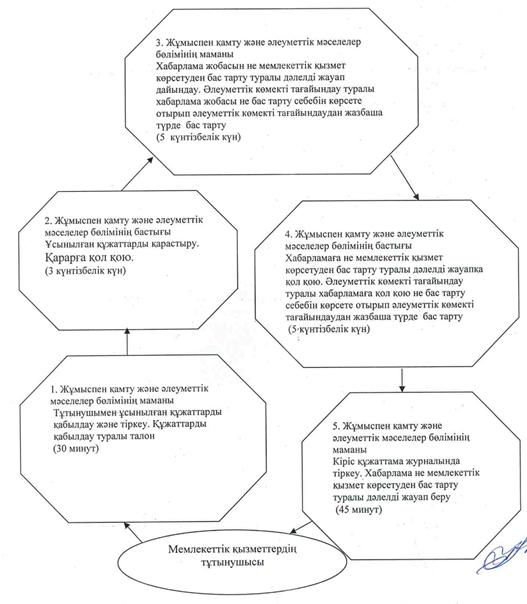 3. Жұмыспен қамту және әлеуметтік мәселелер
бөлімінің маманы
Хабарлама жобасын не мемлекеттік қызмет
көрсетуден бас тарту туралы дәлелді жауап
дайындау. Әлеуметтік көмекті тағайындау туралы
хабарлама жобасы не бас тарту себебін көрсете
отырып әлеуметтік көмекті тағайындаудан жазбаша
түрде бас тарту
(5 күнтізбелік күн)
2. Жұмыспен қамту және әлеуметтік
мәселелер бөлімінің бастығы
Ұсынылған құжаттарды қарастыру.
Қарарға қол қою.
(3 күнтізбелік күн)
4. Жұмыспен қамту және әлеуметтік
мәселелер бөлімінің бастығы
Хабарламаға не мемлекеттік қызмет
көрсетуден бас тарту туралы дәлелді жауапқа
қол қою. Әлеуметтік көмекті тағайындау
туралы хабарламаға қол қою не бас тарту
себебін көрсете отырып әлеуметтік көмекті
тағайындаудан жазбаша түрде бас тарту
(5-күнтізбелік күн)
1. Жұмыспен қамту және әлеуметтік
мәселелер бөлімінің маманы
Тұтынушымен ұсынылған құжаттарды
қабылдау және тіркеу. Құжаттарды
қабылдау туралы талон
(30 минут)
5. Жұмыспен қамту және
әлеуметтік мәселелер бөлімінің
маманы
Кіріс құжаттама журналында
тіркеу. Хабарлама не мемлекеттік
қызмет көрсетуден бас тарту
туралы дәлелді жауап беру
(45 минут)
Мемлекеттік қызметтердің
тұтынушысы